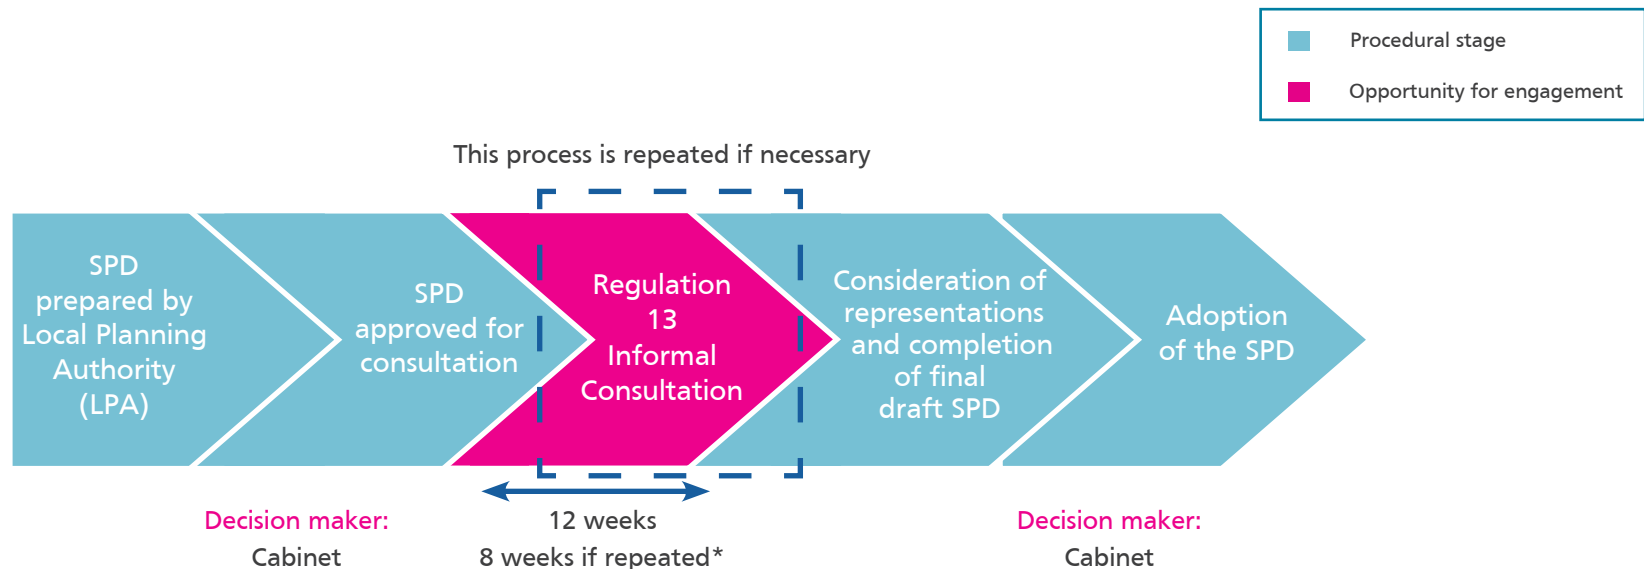 Procedural stage
Opportunity for engagement
This process is repeated if necessary
SPD
prepared by
Local Planning
Authority
(LPA)
SPD
approved for
consultation
Regulation
13
Informal
Consultation
Consideration of
representations
and completion
of final
draft SPD
Adoption
of the SPD
Decision maker:
Cabinet
12 weeks
8 weeks if repeated*
Decision maker:
Cabinet